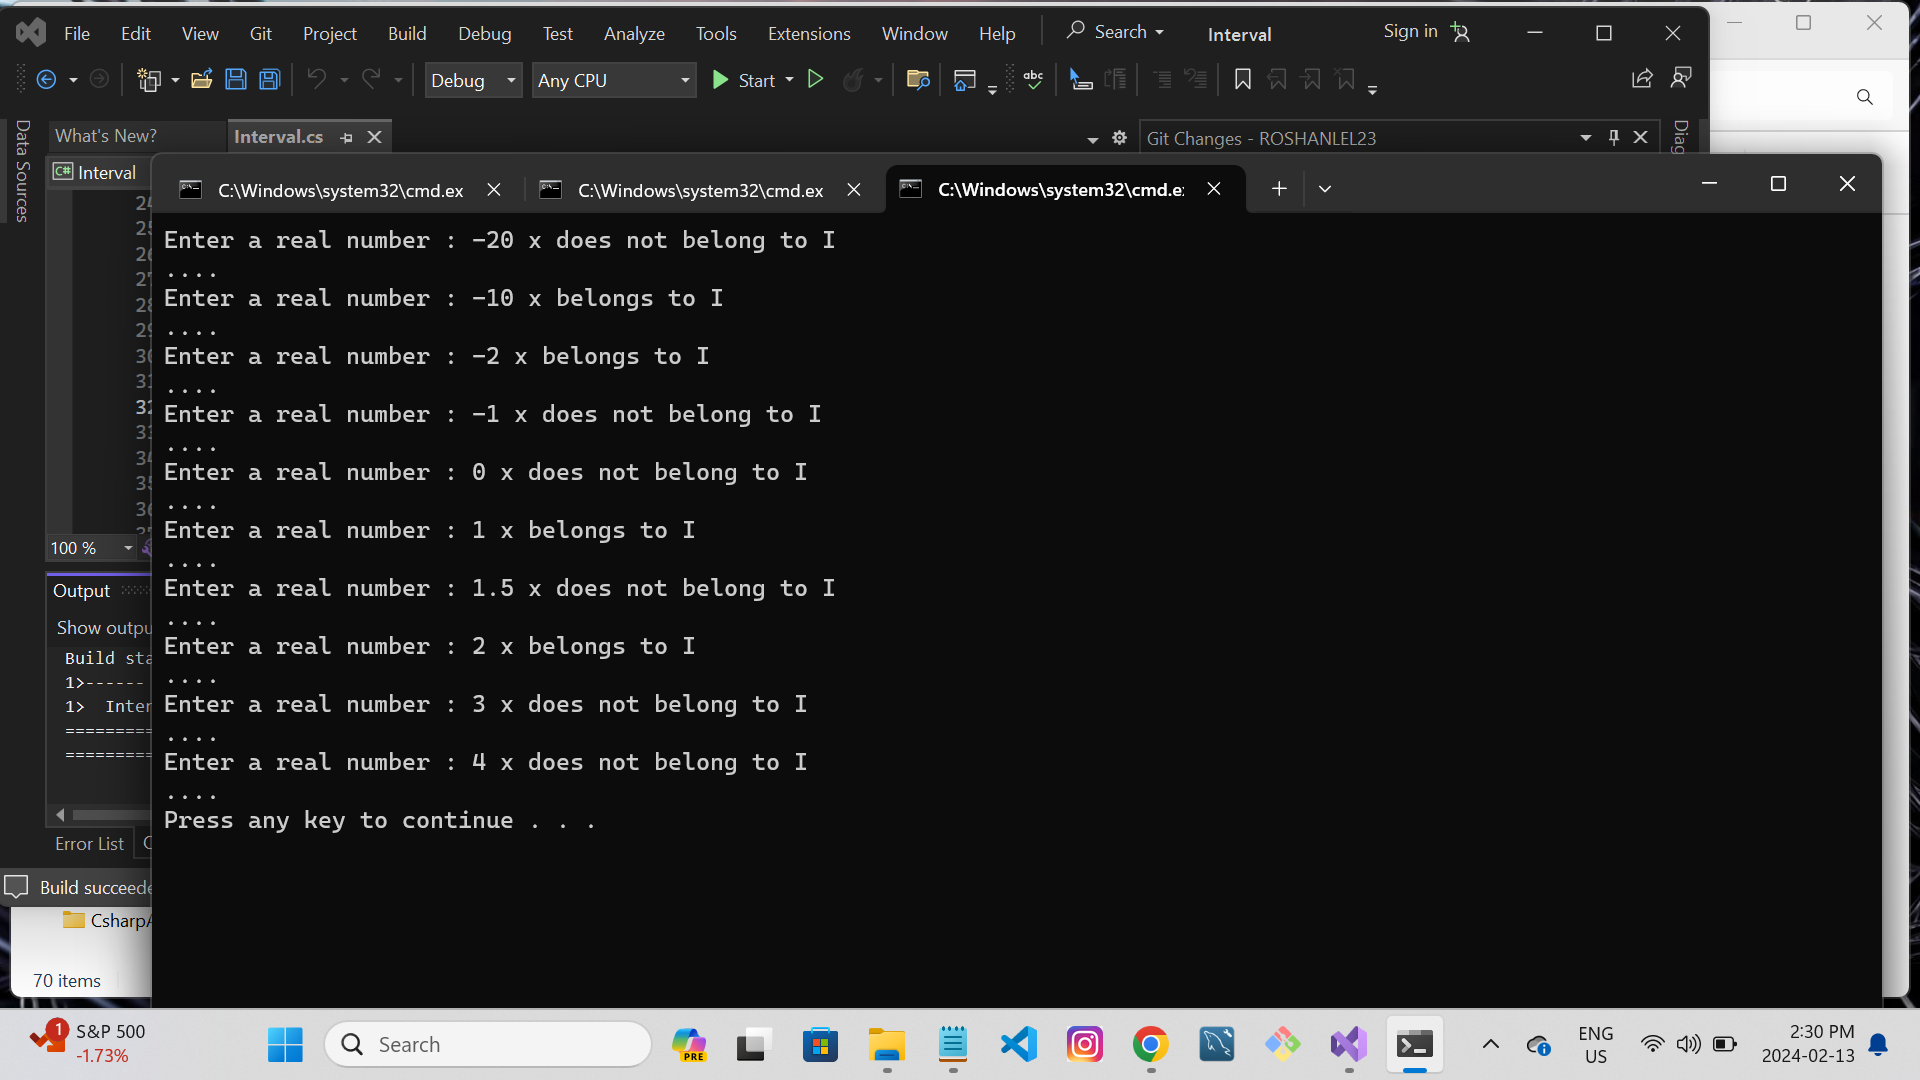 File Edit View Git Project Build Debug Test Analyze Tools Extensions Window Help Search Interval Sign in
Debug Any CPU Start abc
Data Sources
What's New? Interval.cs Git Changes - ROSHANLEL23 Diag
C# Interval
C:\Windows\system32\cmd.ex C:\Windows\system32\cmd.ex C:\Windows\system32\cmd.e
Enter a real number : -20 x does not belong to I
....
Enter a real number : -10 x belongs to I
....
Enter a real number : -2 x belongs to I
....
Enter a real number : -1 x does not belong to I
....
Enter a real number : 0 x does not belong to I
....
Enter a real number : 1 x belongs to I
....
Enter a real number : 1.5 x does not belong to I
....
Enter a real number : 2 x belongs to I
....
Enter a real number : 3 x does not belong to I
....
Enter a real number : 4 x does not belong to I
....
Press any key to continue . . .
100 %
Output
Show outpu
Build sta
1>------
1> Inter
=========
=========
Error List
Build succeede
CsharpA
70 items
1 S&P 500
-1.73%
Search
PRE
ENG
US
2:30 PM
2024-02-13